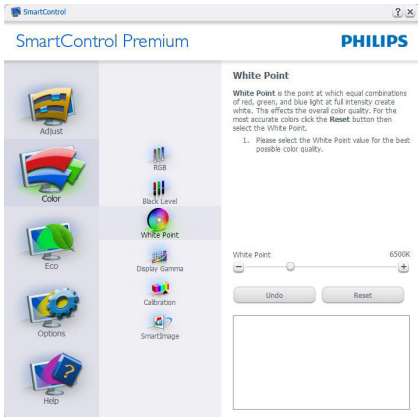 SmartControl
? x
SmartControl Premium
PHILIPS
Adjust
Color
Eco
Options
Help
RGB
Black Level
White Point
Display Gamma
Calibration
SmartImage
White Point
White Point is the point at which equal combinations
of red, green, and blue light at full intensity create
white. This effects the overall color quality. For the
most accurate colors click the Reset button then
select the White Point.
1. Please select the White Point value for the best
possible color quality.
White Point 6500K
Undo Reset